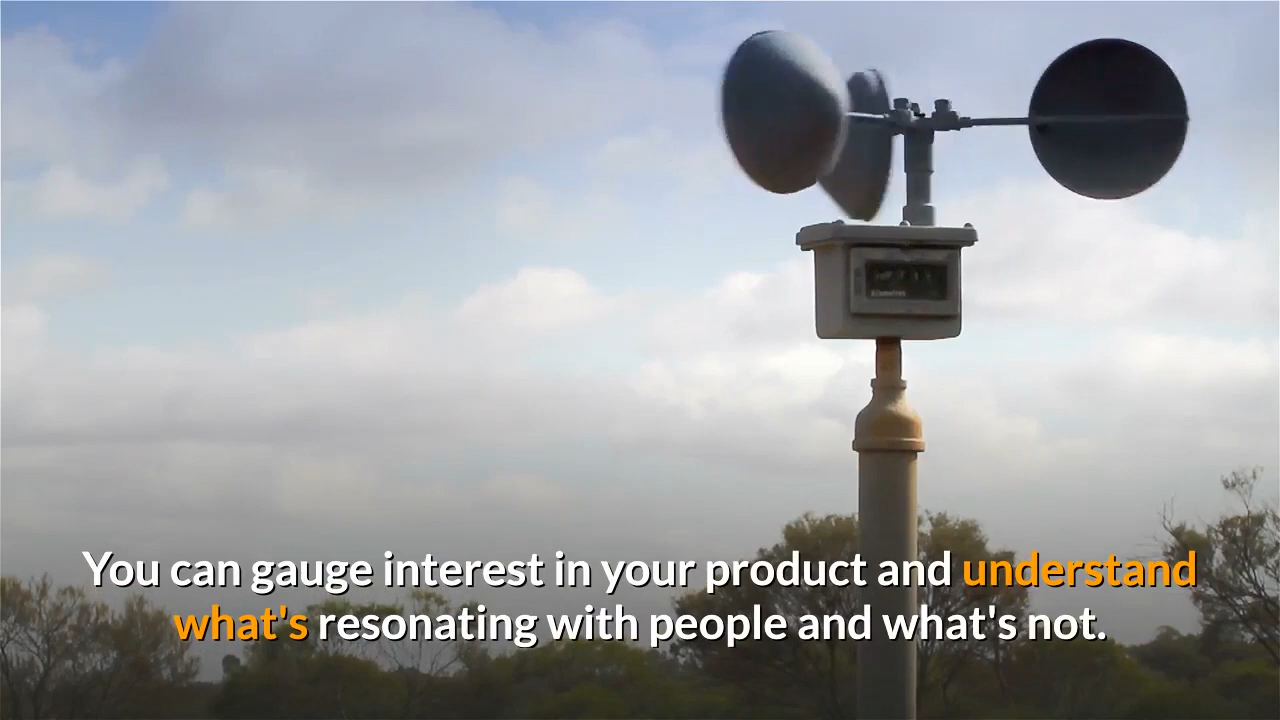 You can gauge interest in your product and understand
what's resonating with people and what's not.